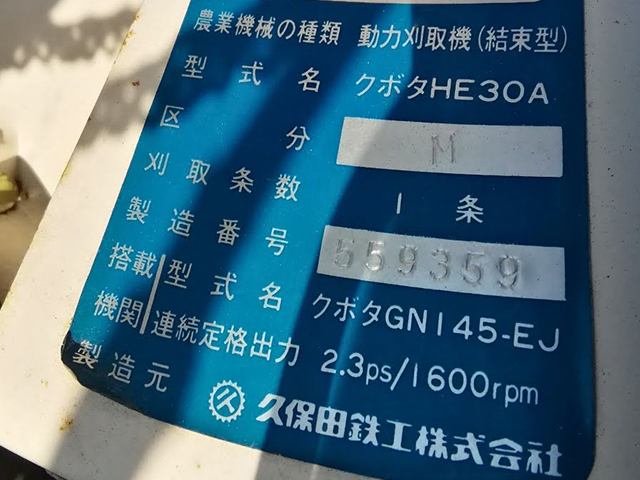 農業機械の種類 動力刈取機(結束型)
型式名 クボタHE30A
区分 M
刈取条数 1条
製造番号 559359
搭載機関 型式名 クボタGN145-EJ
連続定格出力 2.3ps/1600rpm
製造元 久保田鉄工株式会社